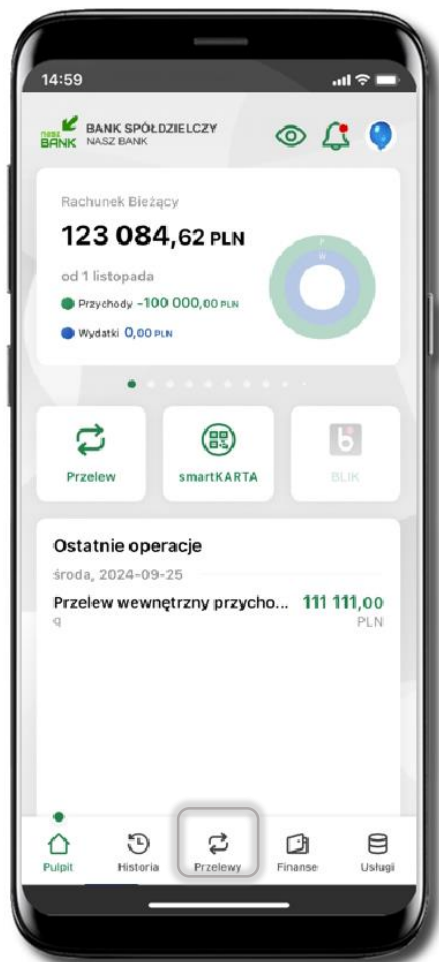 14:59
nasz BANK
BANK SPÓŁDZIELCZY
NASZ BANK
Rachunek Bieżący
123 084,62 PLN
od 1 listopada
Przychody -100 000,00 PLN
Wydatki 0,00 PLN
P
W
Przelew
smartKARTA
BLIK
Ostatnie operacje
środa, 2024-09-25
Przelew wewnętrzny przycho... 111 111,00
q PLN
Pulpit Historia Przelewy Finanse Usługi